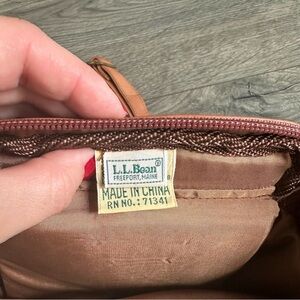 L.L.Bean
FREEPORT, MAINE
MADE IN CHINA
RN NO.: 71341